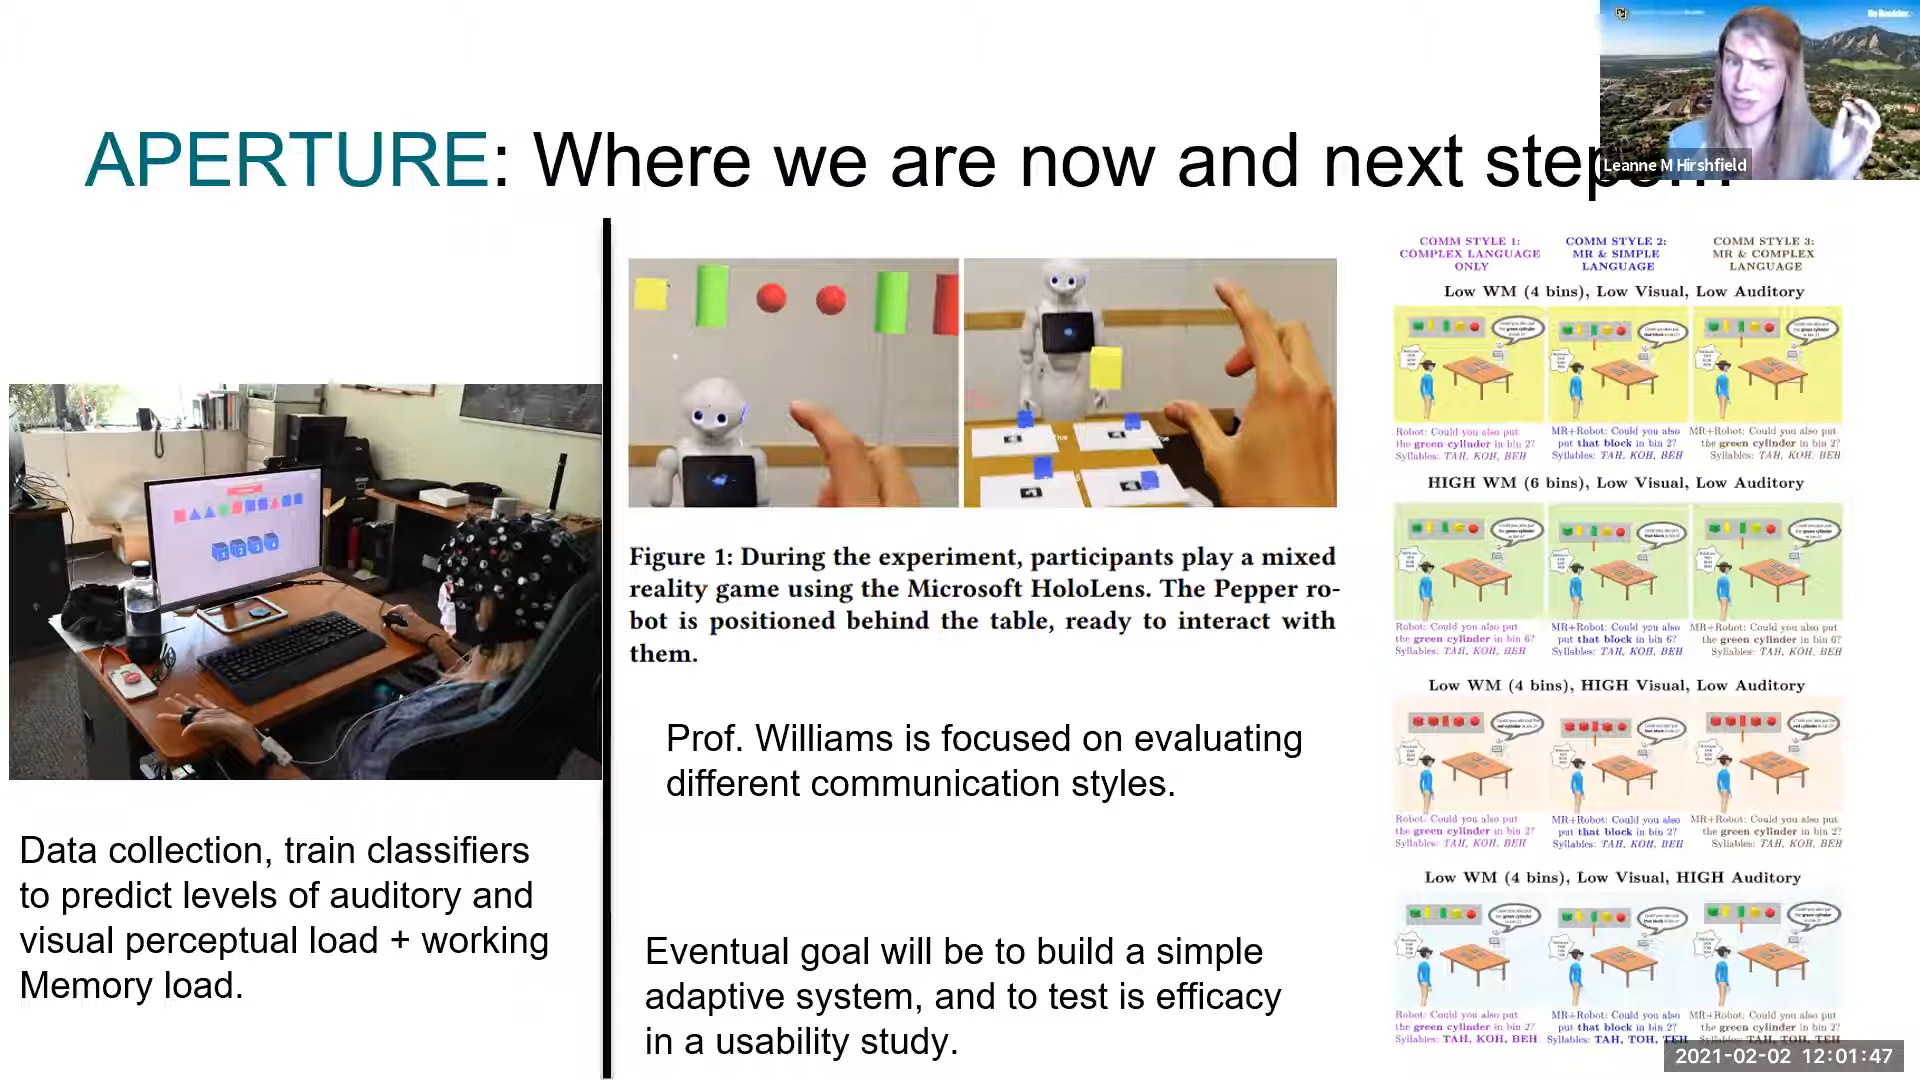 Be Boulder.
Leanne M Hirshfield
APERTURE: Where we are now and next steps...
Figure 1: During the experiment, participants play a mixed
reality game using the Microsoft HoloLens. The Pepper ro-
bot is positioned behind the table, ready to interact with
them.
Prof. Williams is focused on evaluating
different communication styles.
Data collection, train classifiers
to predict levels of auditory and
visual perceptual load + working
Memory load.
Eventual goal will be to build a simple
adaptive system, and to test is efficacy
in a usability study.
COMM STYLE 1:
COMPLEX LANGUAGE
ONLY
COMM STYLE 2:
MR & SIMPLE
LANGUAGE
COMM STYLE 3:
MR & COMPLEX
LANGUAGE
Low WM (4 bins), Low Visual, Low Auditory
Robot: Could you also put
the green cylinder in bin 2?
Syllables: TAH, KOH, BEH
MR+Robot: Could you also
put that block in bin 2?
Syllables: TAH, KOH, BEH
MR+Robot: Could you also put
the green cylinder in bin 2?
Syllables: TAH, KOH, BEH
HIGH WM (6 bins), Low Visual, Low Auditory
Robot: Could you also put
the green cylinder in bin 6?
Syllables: TAH, KOH, BEH
MR+Robot: Could you also
put that block in bin 6?
Syllables: TAH, KOH, BEH
MR+Robot: Could you also put
the green cylinder in bin 6?
Syllables: TAH, KOH, BEH
Low WM (4 bins), HIGH Visual, Low Auditory
Robot: Could you also put
the green cylinder in bin 2?
Syllables: TAH, KOH, BEH
MR+Robot: Could you also
put that block in bin 2?
Syllables: TAH, KOH, BEH
MR+Robot: Could you also put
the green cylinder in bin 2?
Syllables: TAH, KOH, BEH
Low WM (4 bins), Low Visual, HIGH Auditory
Robot: Could you also put
the green cylinder in bin 2?
Syllables: TAH, KOH, BEH
MR+Robot: Could you also
put that block in bin 2?
Syllables: TAH, TOH, TEH
MR+Robot: Could you also put
the green cylinder in bin 2?
Syllables: TAH, TOH, TEH
2021-02-02 12:01:47